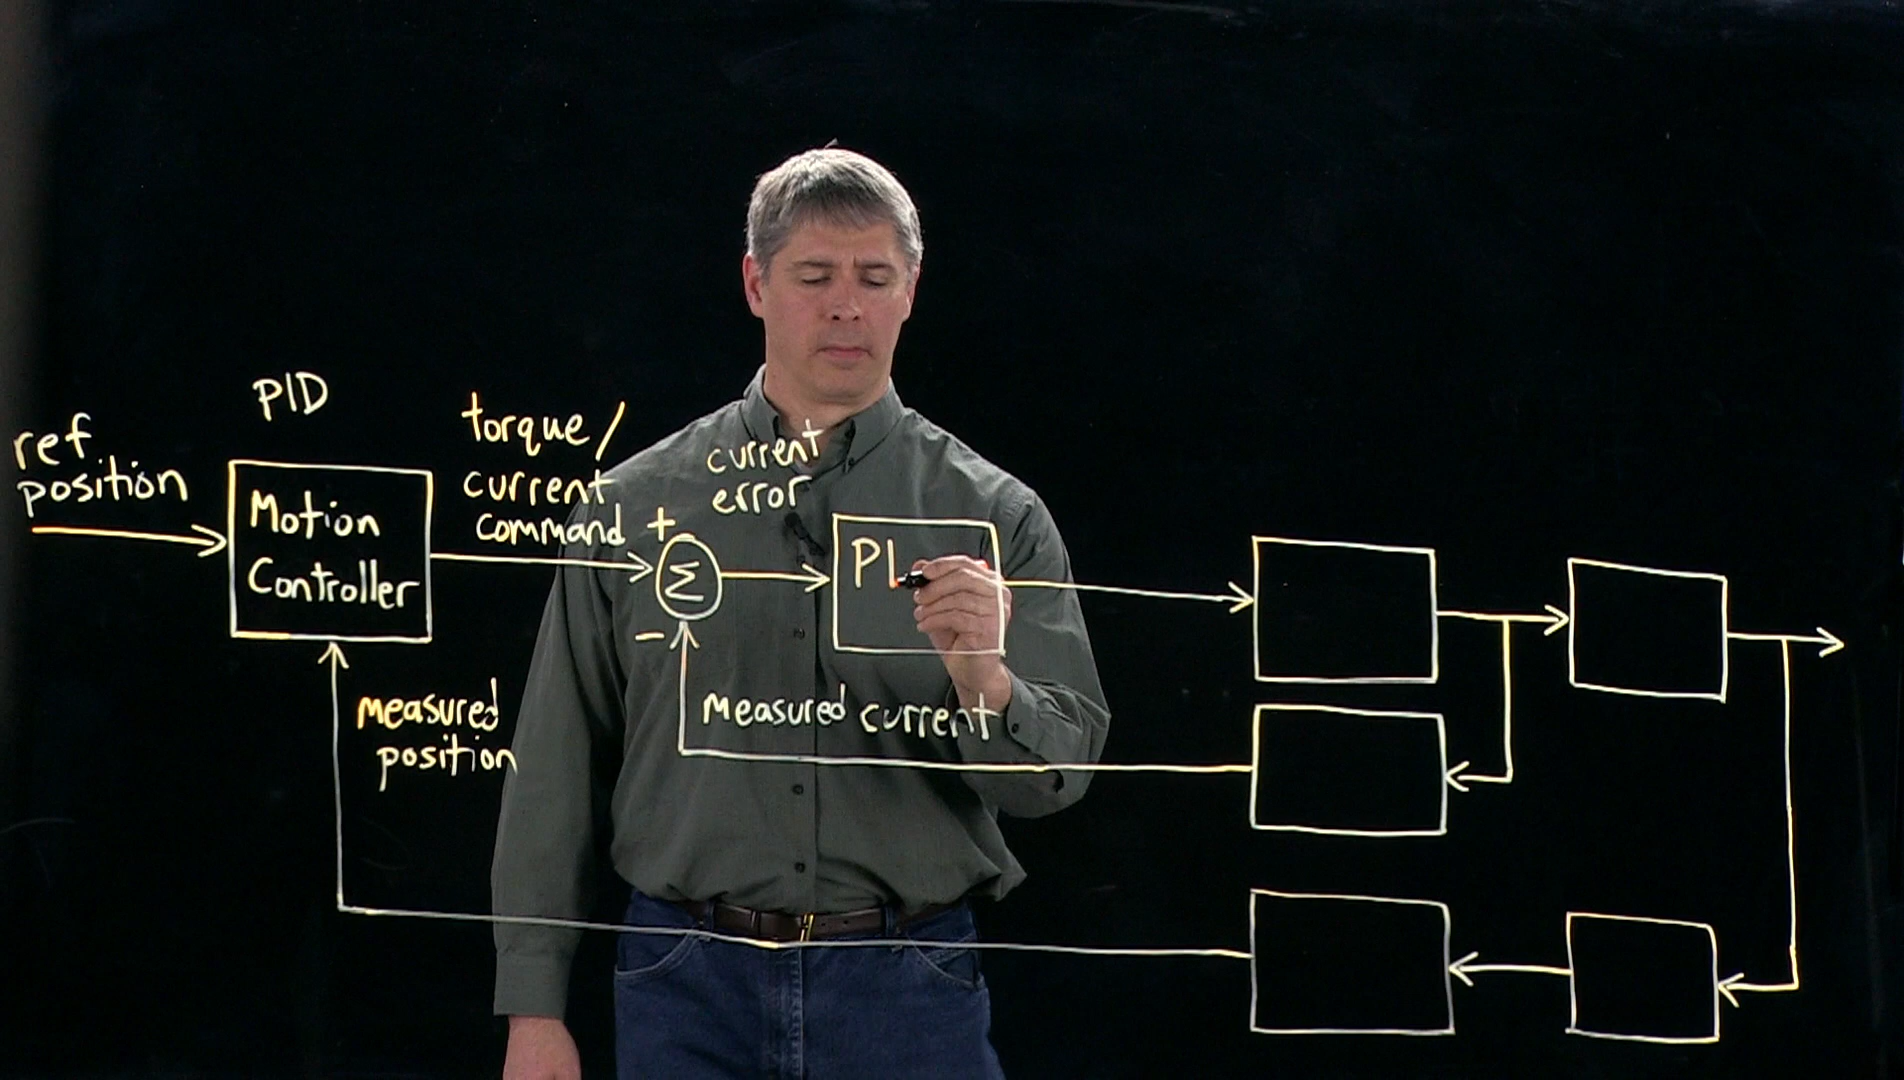 PID
ref
position
Motion
Controller
torque/
current
command
+
Σ
-
current
error
PI
measured
position
measured current